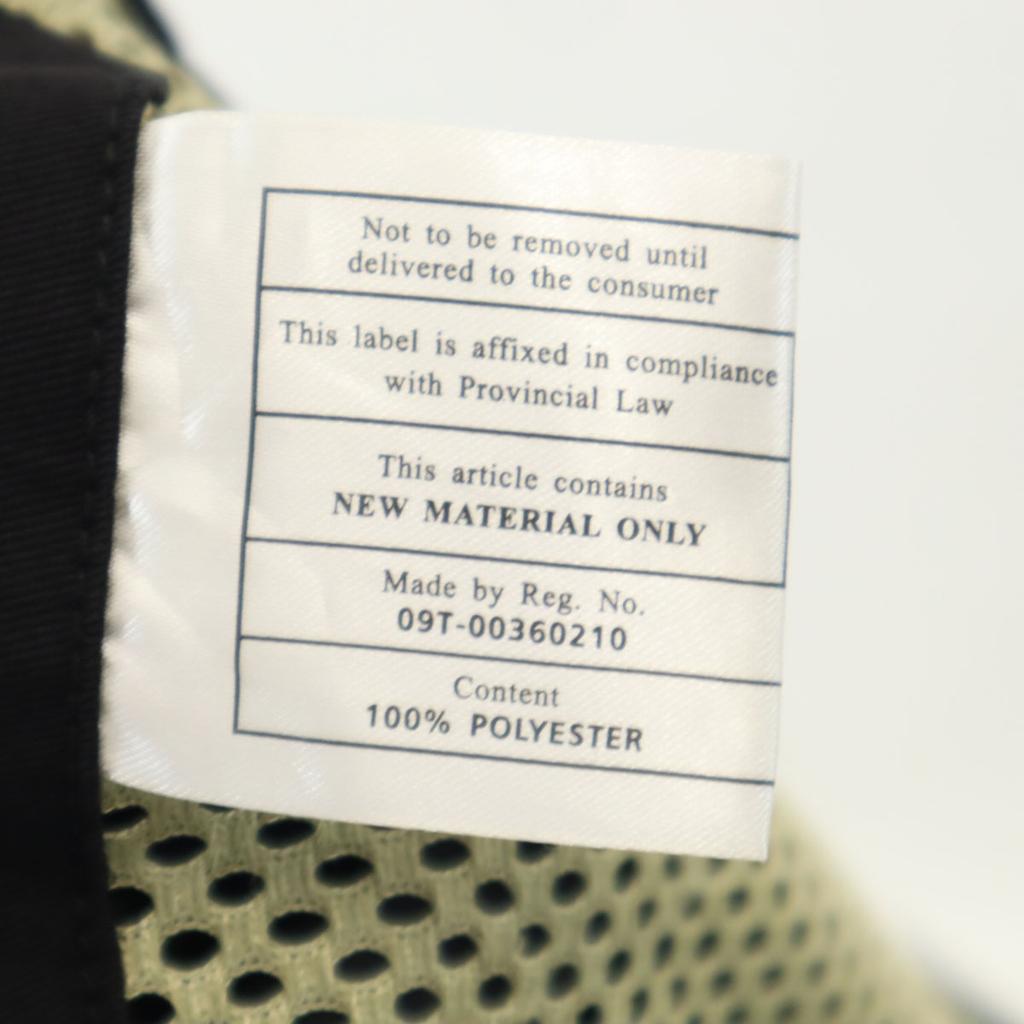 Not to be removed until
delivered to the consumer
This label is affixed in compliance
with Provincial Law
This article contains
NEW MATERIAL ONLY
Made by Reg. No.
09T-00360210
Content
100% POLYESTER